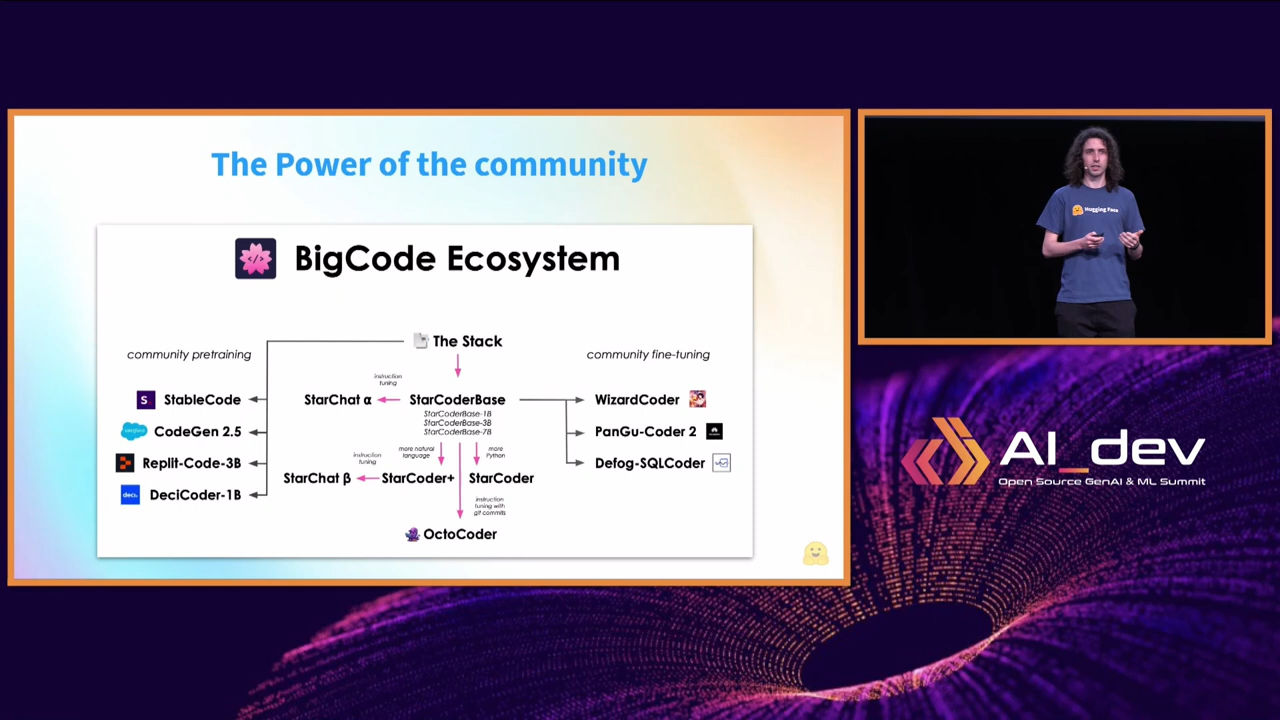 The Power of the community
BigCode Ecosystem
The Stack
community pretraining
community fine-tuning
instruction
tuning
StableCode
StarChat α
StarCoderBase
WizardCoder
StarCoderBase-1B
StarCoderBase-3B
StarCoderBase-7B
CodeGen 2.5
PanGu-Coder 2
more natural
language
more
Python
instruction
tuning
Replit-Code-3B
Defog-SQLCoder
StarChat β
StarCoder+
StarCoder
deci.
DeciCoder-1B
instruction
tuning with
git commits
OctoCoder
Hugging Face
AI_dev
Open Source GenAI & ML Summit